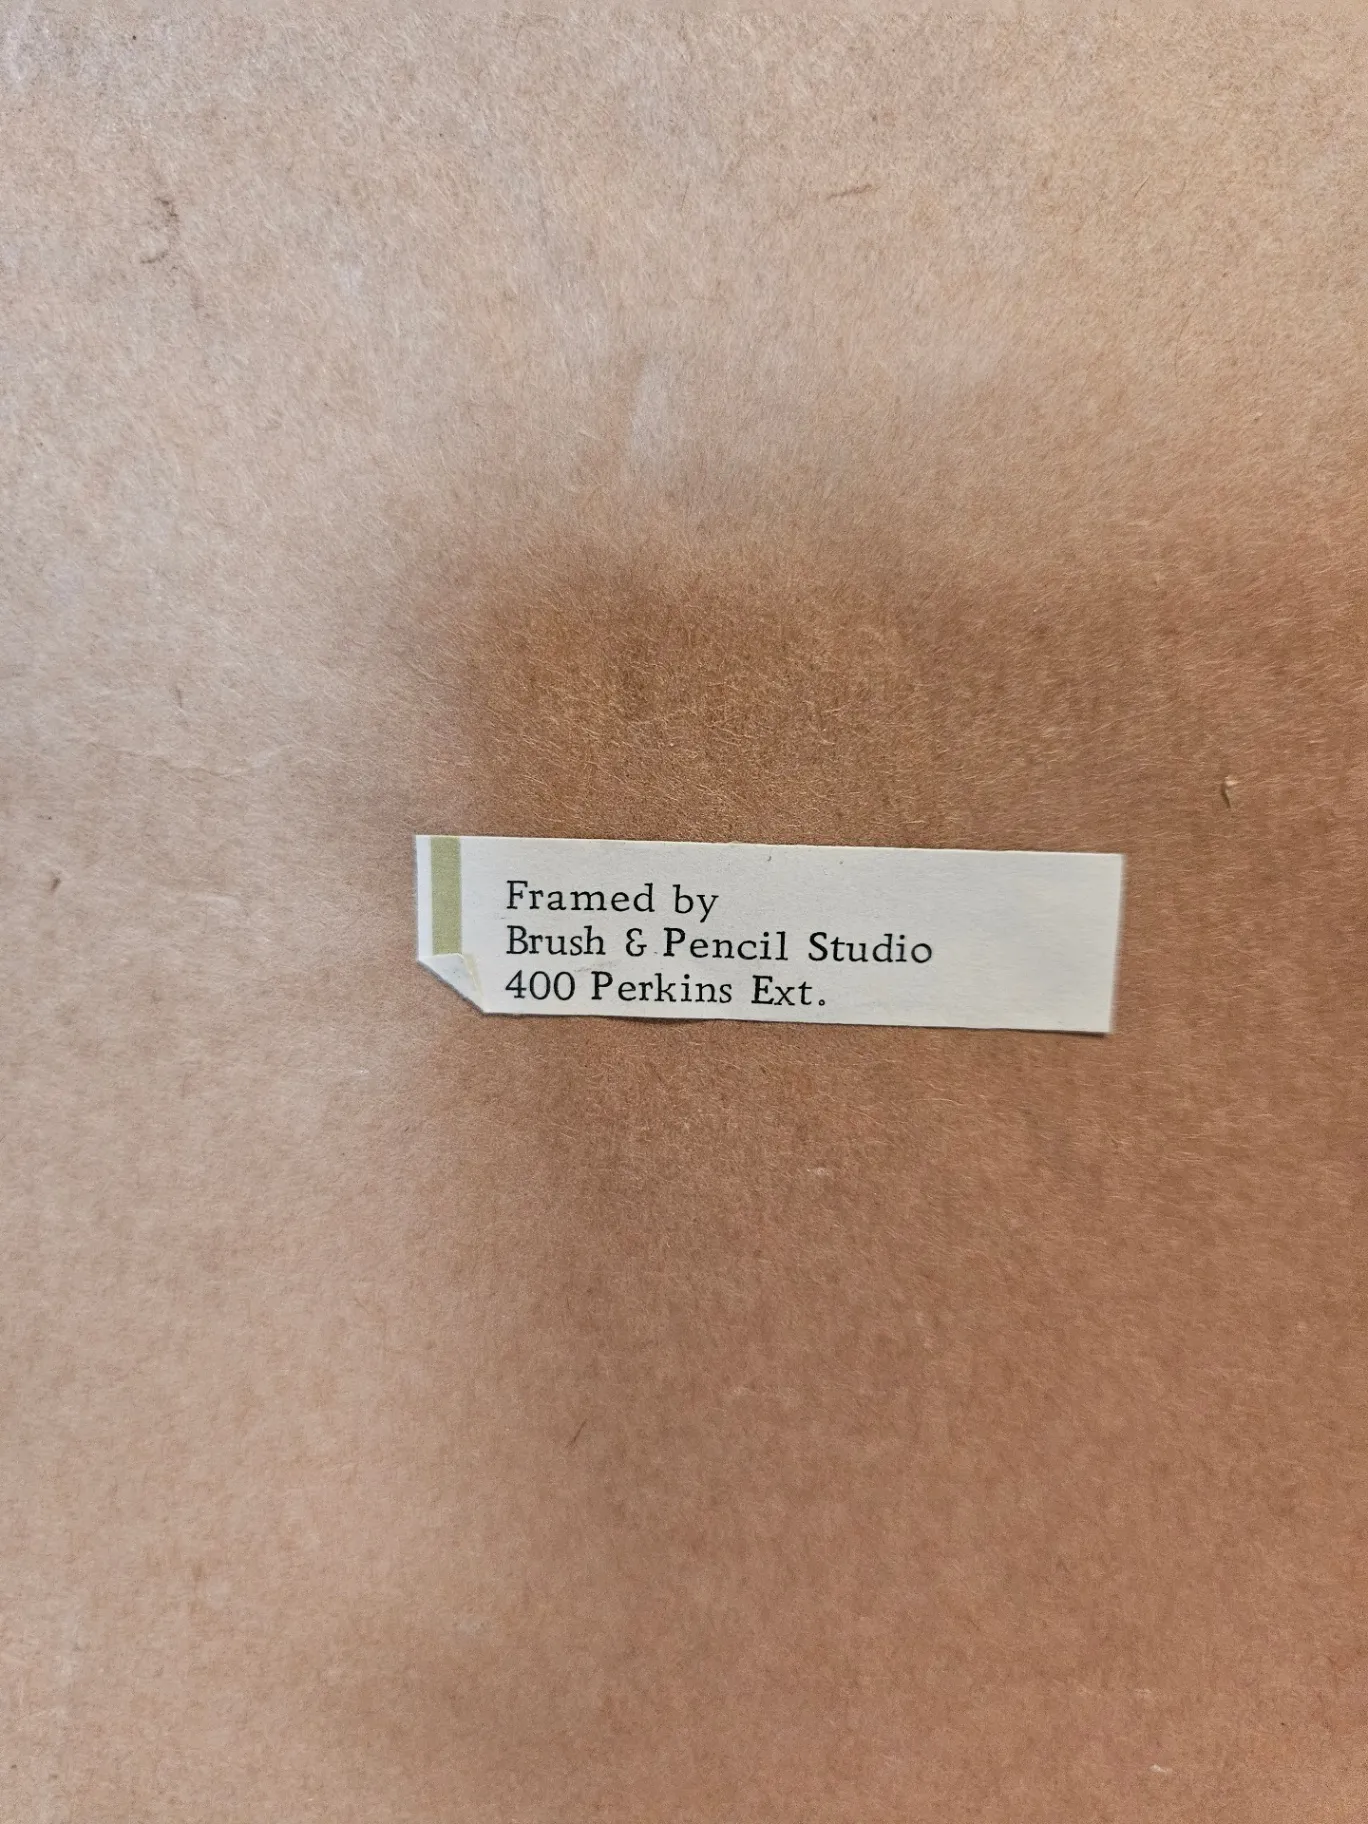 Framed by
Brush & Pencil Studio
400 Perkins Ext.